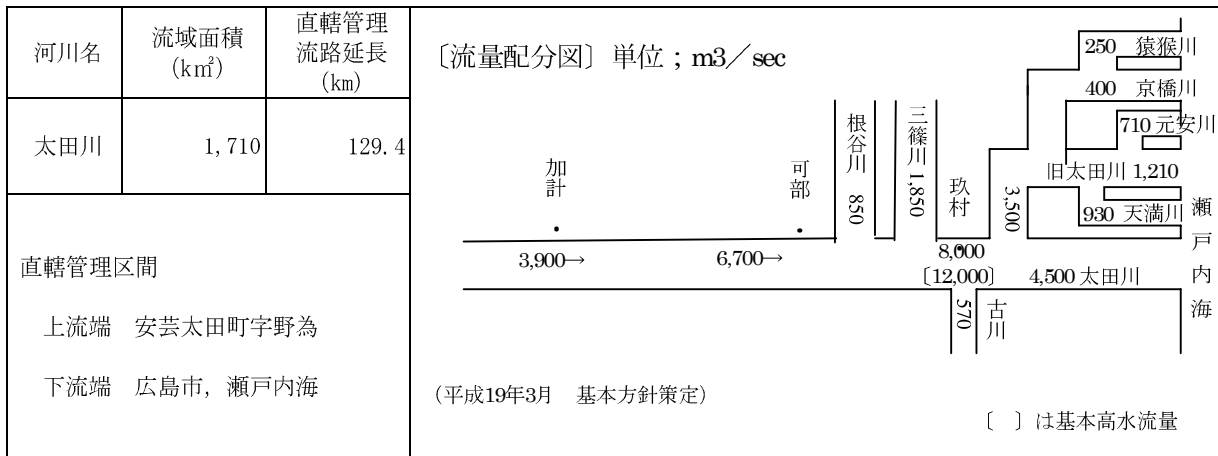 河川名
流域面積
(km²)
直轄管理
流路延長
(km)
太田川
1,710
129.4
直轄管理区間
上流端　安芸太田町字野為
下流端　広島市，瀬戸内海
〔流量配分図〕単位；m3／sec
加計
可部
根谷川 850
三篠川 1,850
玖村
3,500
250 猿猴川
400 京橋川
710 元安川
旧太田川 1,210
930 天満川
瀬戸内海
3,900→
6,700→
8,000
〔12,000〕
4,500 太田川
570 古川
(平成19年3月　基本方針策定)
〔　〕は基本高水流量